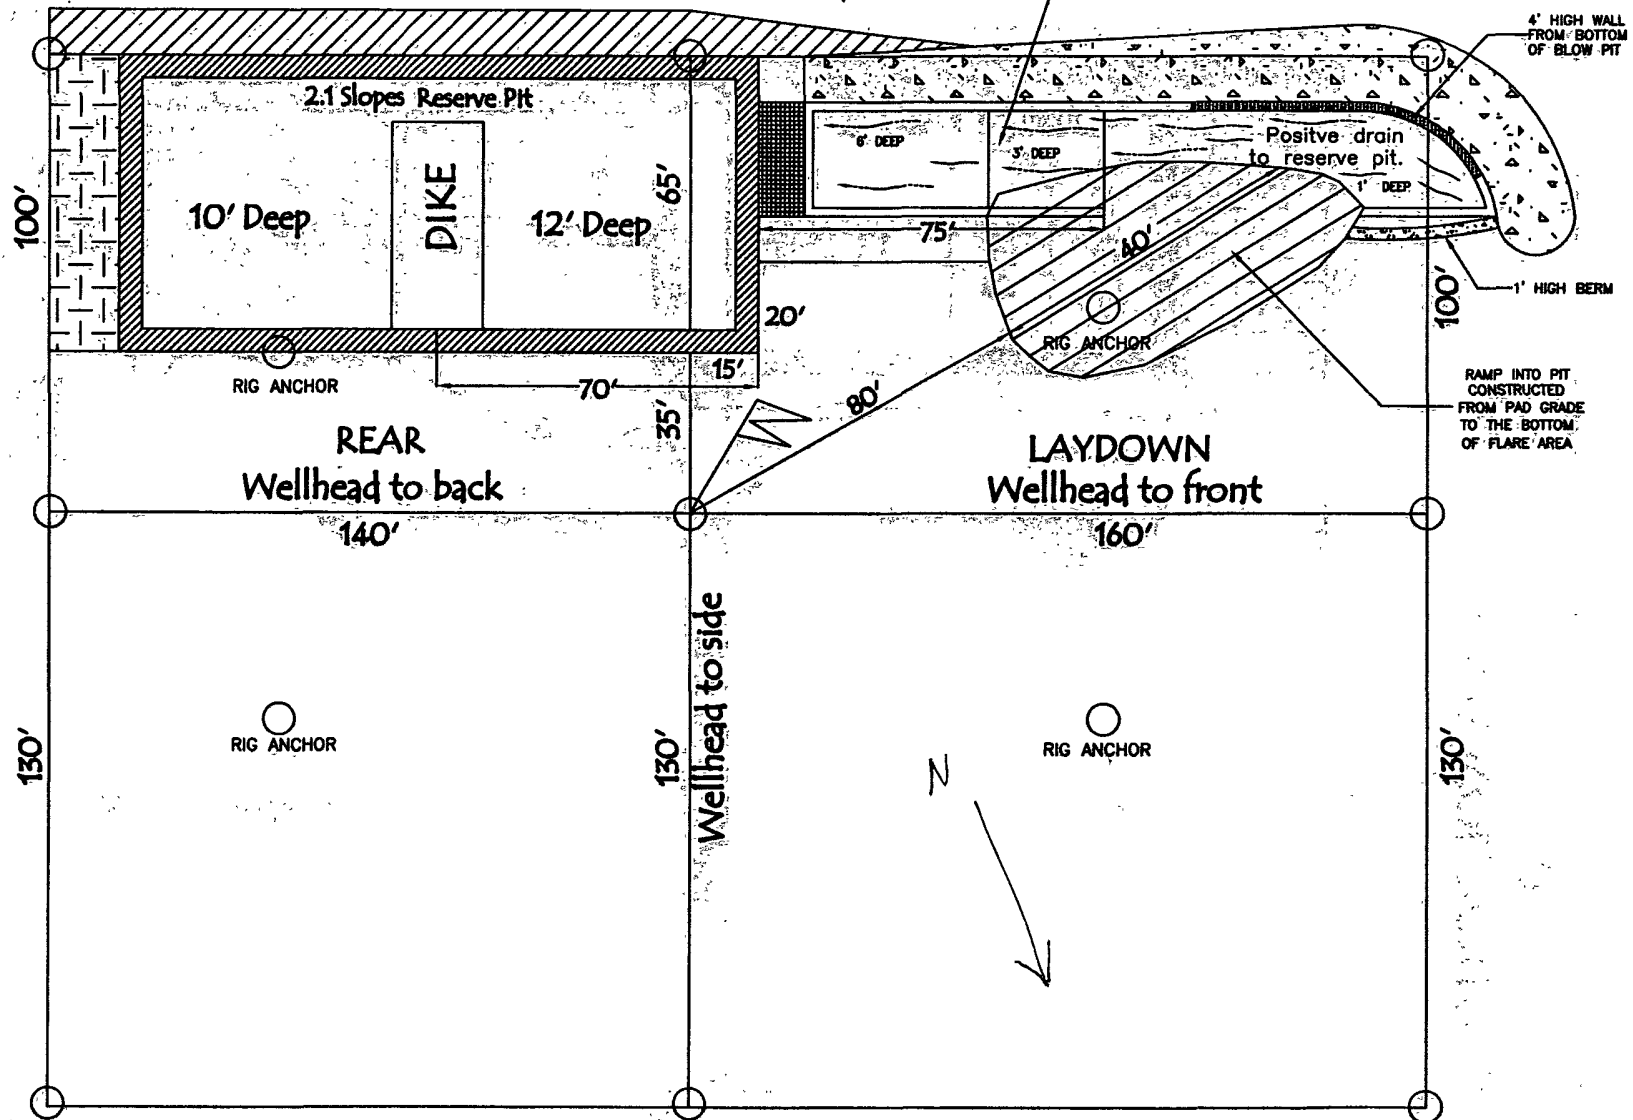 4' HIGH WALL
FROM BOTTOM
OF BLOW PIT
2.1 Slopes Reserve Pit
6' DEEP
3' DEEP
Positve drain
to reserve pit.
1' DEEP
100'
10' Deep
DIKE
12' Deep
65'
75'
40'
100'
1' HIGH BERM
20'
RIG ANCHOR
RIG ANCHOR
15'
70'
35'
80'
RAMP INTO PIT
CONSTRUCTED
FROM PAD GRADE
TO THE BOTTOM
OF FLARE AREA
REAR
Wellhead to back
LAYDOWN
Wellhead to front
140'
160'
Wellhead to side
130'
RIG ANCHOR
130'
N
RIG ANCHOR
130'